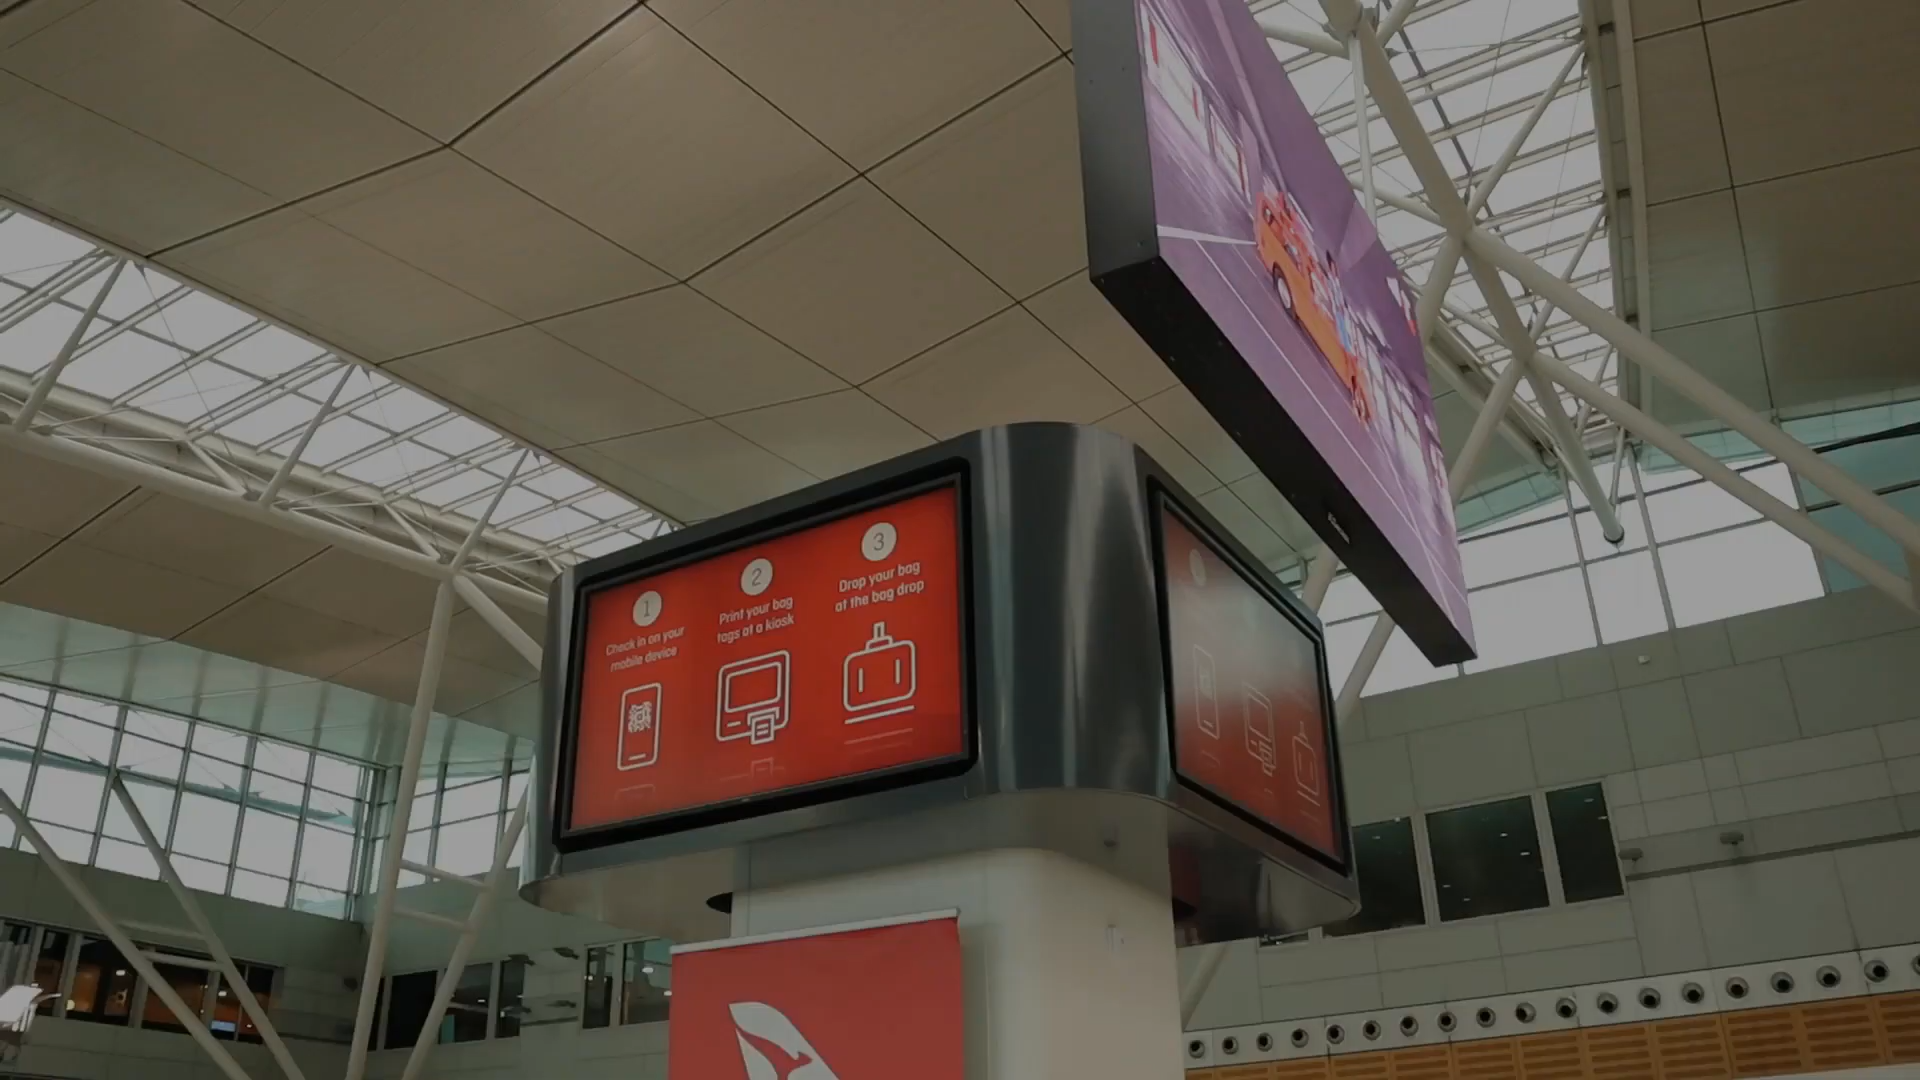 1
Check in on your
mobile device
2
Print your bag
tags at a kiosk
3
Drop your bag
at the bag drop